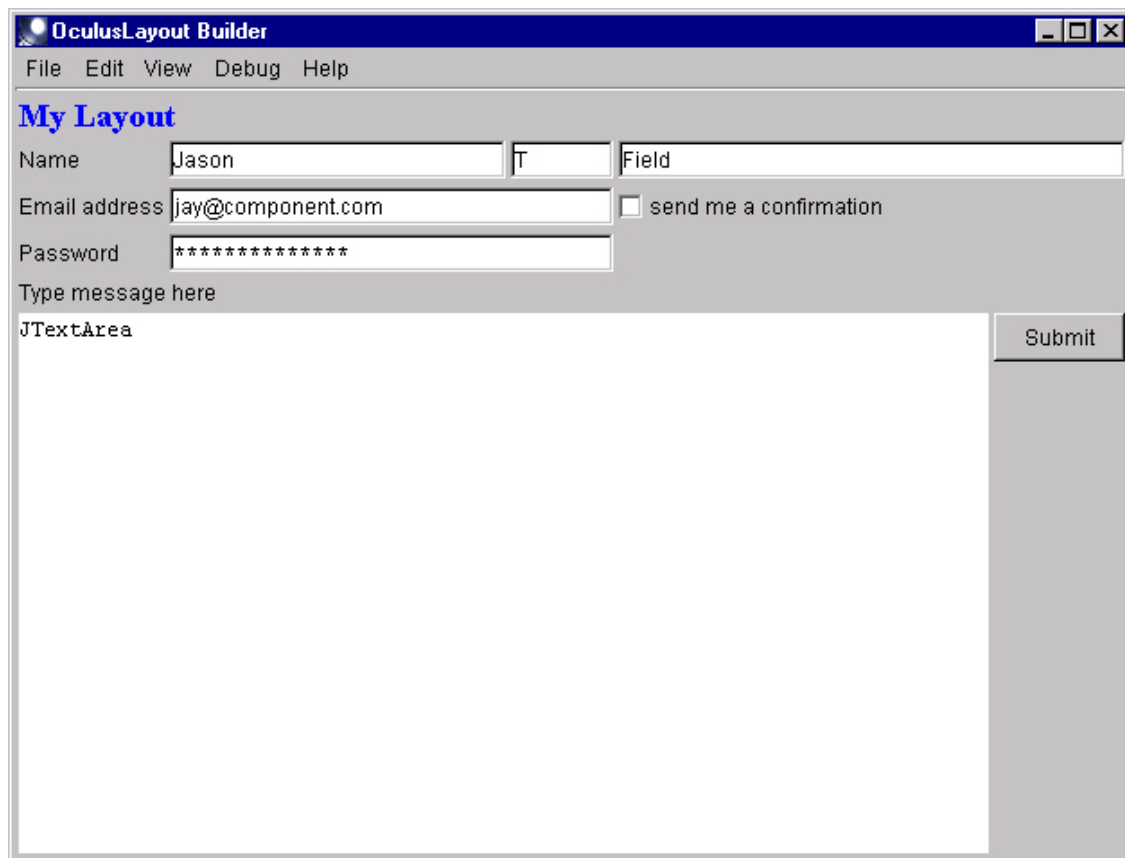 OculusLayout Builder
File Edit View Debug Help
My Layout
Name Jason T Field
Email address jay@component.com send me a confirmation
Password **************
Type message here
JTextArea Submit